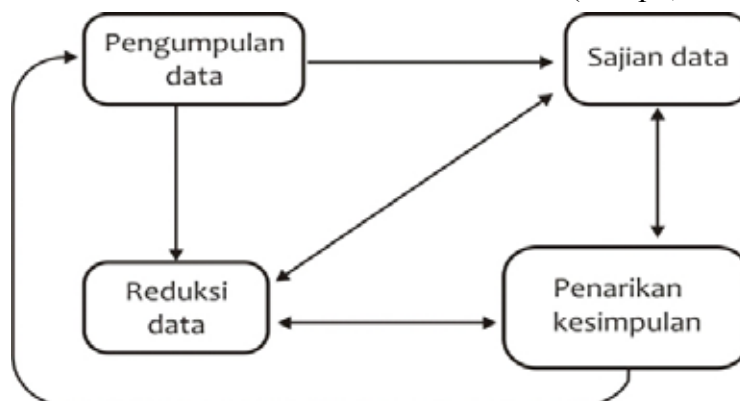 Pengumpulan
data
Sajian data
Reduksi
data
Penarikan
kesimpulan